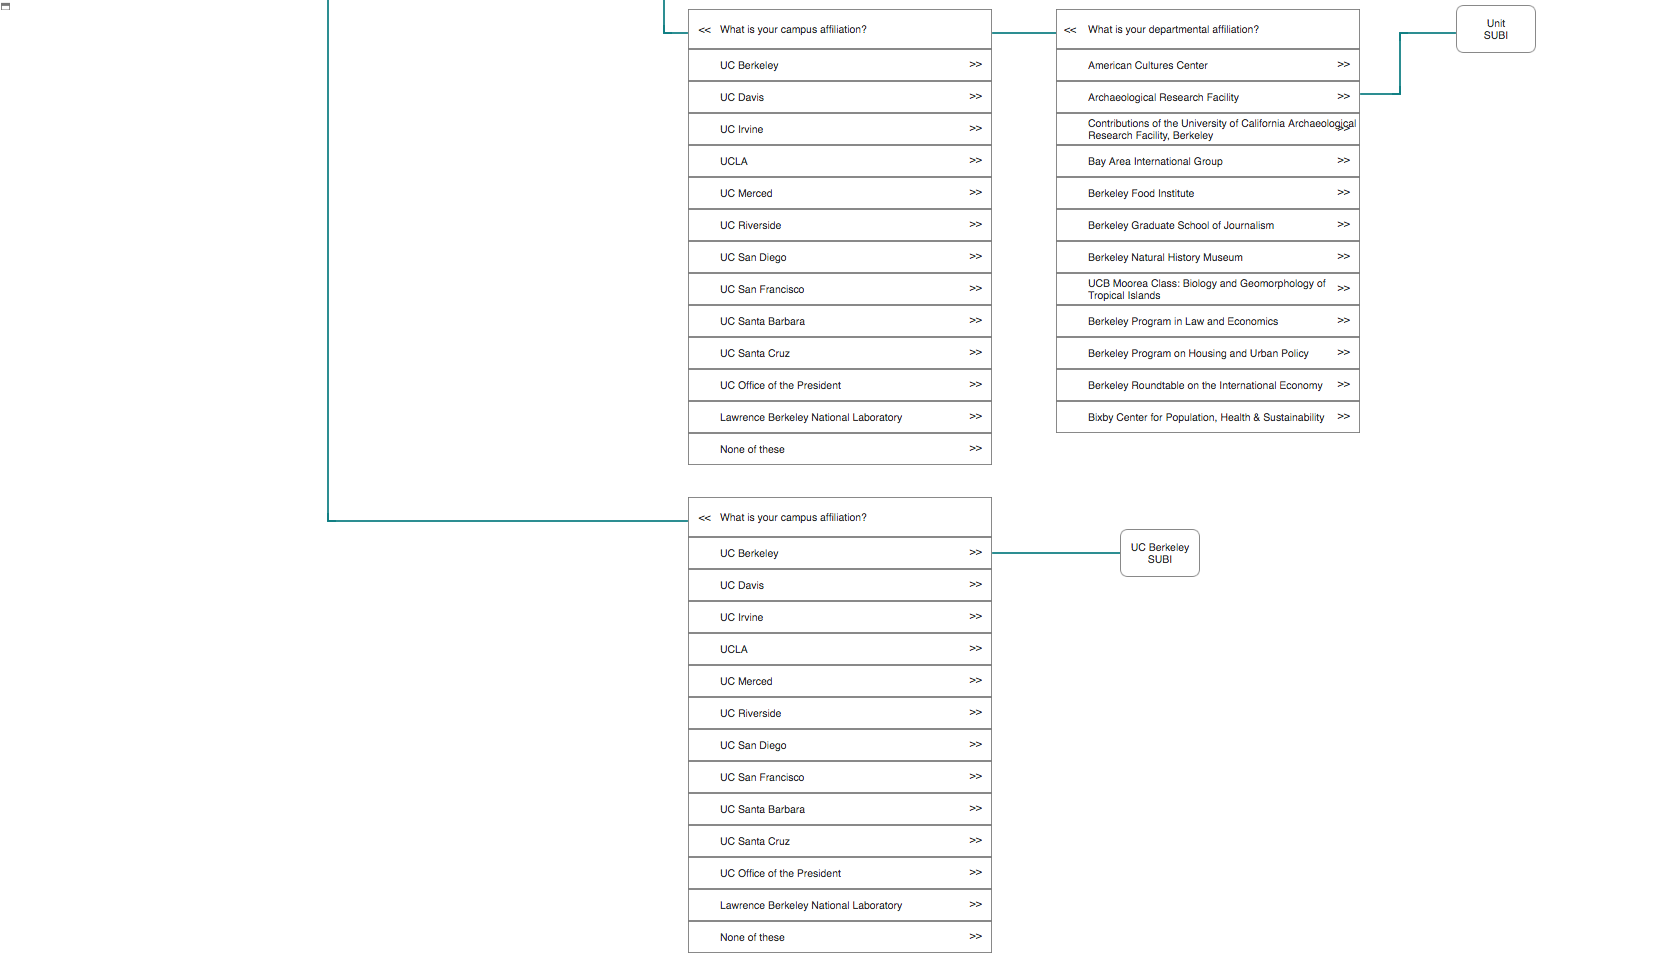 << What is your campus affiliation?
UC Berkeley >>
UC Davis >>
UC Irvine >>
UCLA >>
UC Merced >>
UC Riverside >>
UC San Diego >>
UC San Francisco >>
UC Santa Barbara >>
UC Santa Cruz >>
UC Office of the President >>
Lawrence Berkeley National Laboratory >>
None of these >>
<< What is your departmental affiliation?
American Cultures Center >>
Archaeological Research Facility >>
Contributions of the University of California Archaeological
Research Facility, Berkeley >>
Bay Area International Group >>
Berkeley Food Institute >>
Berkeley Graduate School of Journalism >>
Berkeley Natural History Museum >>
UCB Moorea Class: Biology and Geomorphology of
Tropical Islands >>
Berkeley Program in Law and Economics >>
Berkeley Program on Housing and Urban Policy >>
Berkeley Roundtable on the International Economy >>
Bixby Center for Population, Health & Sustainability >>
Unit
SUBI
<< What is your campus affiliation?
UC Berkeley >>
UC Davis >>
UC Irvine >>
UCLA >>
UC Merced >>
UC Riverside >>
UC San Diego >>
UC San Francisco >>
UC Santa Barbara >>
UC Santa Cruz >>
UC Office of the President >>
Lawrence Berkeley National Laboratory >>
None of these >>
UC Berkeley
SUBI